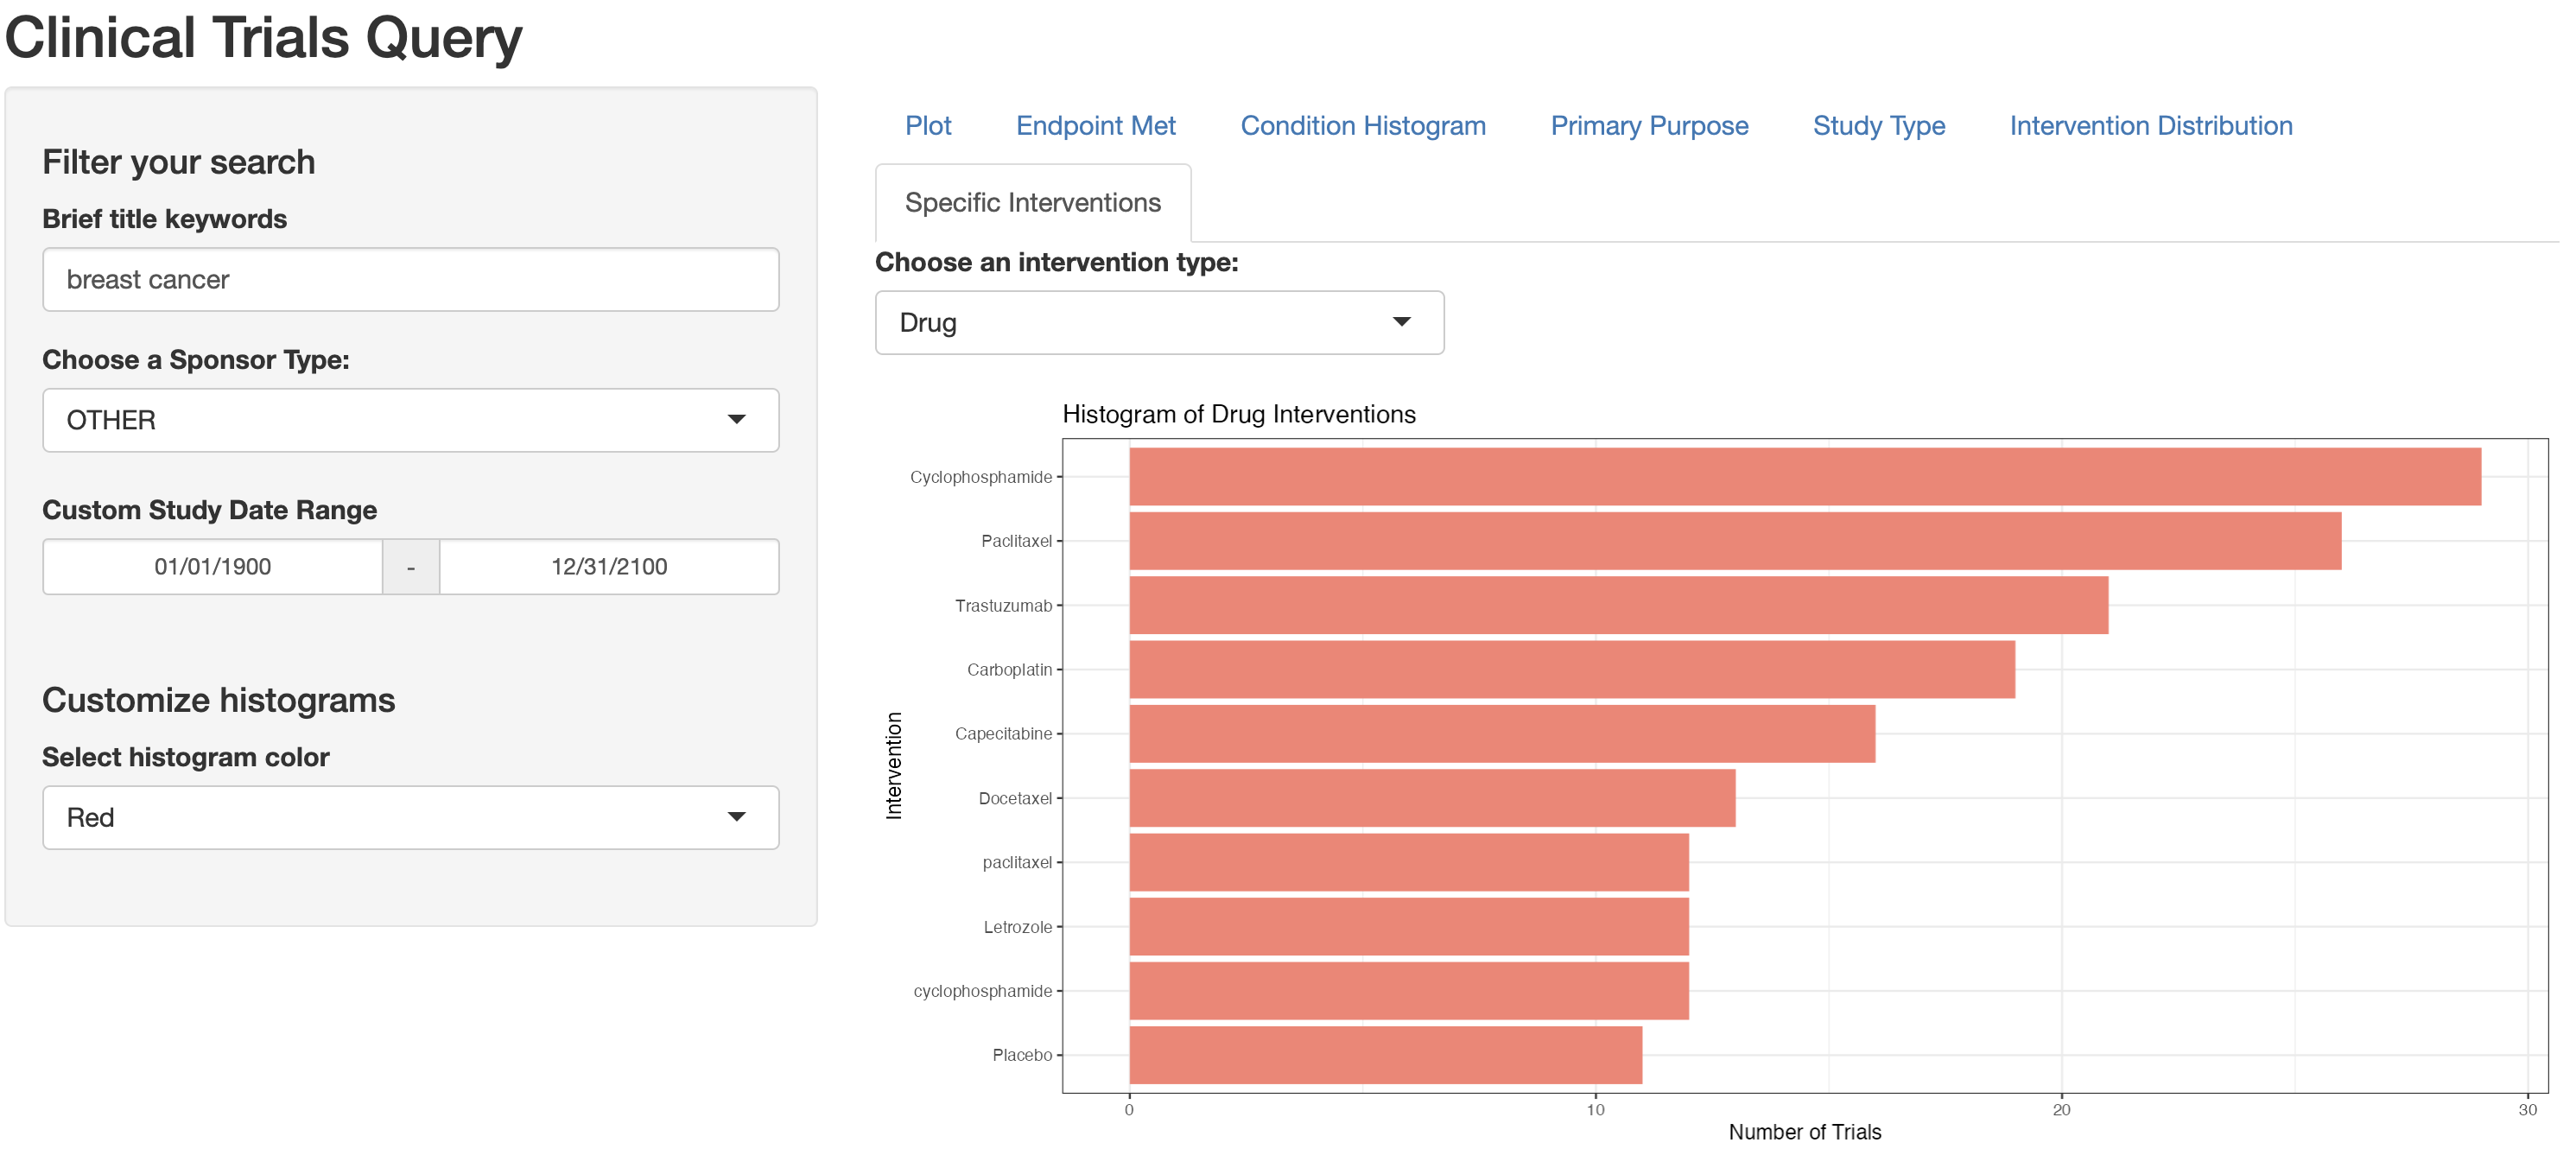 Clinical Trials Query
Filter your search
Brief title keywords
breast cancer
Choose a Sponsor Type:
OTHER
Custom Study Date Range
01/01/1900 - 12/31/2100
Customize histograms
Select histogram color
Red
Plot Endpoint Met Condition Histogram Primary Purpose Study Type Intervention Distribution
Specific Interventions
Choose an intervention type:
Drug
Histogram of Drug Interventions
Intervention
Cyclophosphamide
Paclitaxel
Trastuzumab
Carboplatin
Capecitabine
Docetaxel
paclitaxel
Letrozole
cyclophosphamide
Placebo
0 10 20 30
Number of Trials